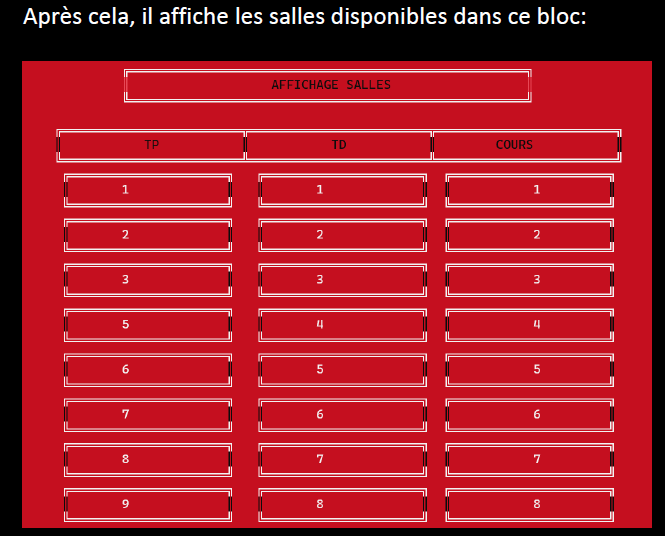 Après cela, il affiche les salles disponibles dans ce bloc:
AFFICHAGE SALLES
TP TD COURS
1 1 1
2 2 2
3 3 3
5 4 4
6 5 5
7 6 6
8 7 7
9 8 8